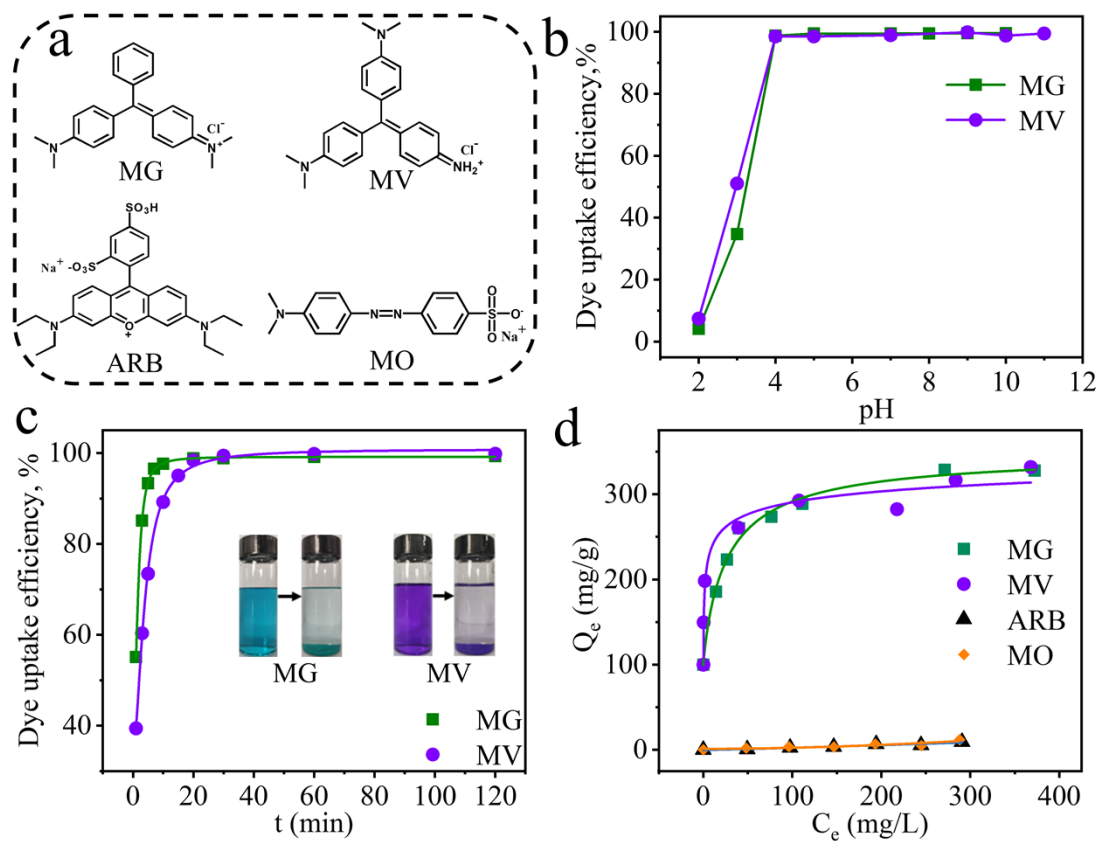 a
N
N
Cl⁻
N⁺
MG
N
N
Cl⁻
NH₂⁺
MV
SO₃H
Na⁺ -O₃S
N
O
+
N
ARB
N
N=N
O
S
O
O⁻
Na⁺
MO
b
Dye uptake efficiency,%
100
80
60
40
20
0
2
4
6
8
10
12
pH
MG
MV
c
Dye uptake efficiency, %
100
80
60
40
0
20
40
60
80
100
120
t (min)
MG
MV
MG
MV
d
Qₑ (mg/g)
300
200
100
0
0
100
200
300
400
Cₑ (mg/L)
MG
MV
ARB
MO